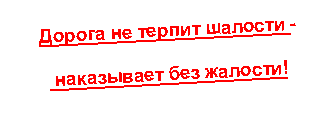 Дорога не терпит шалости -
наказывает без жалости!